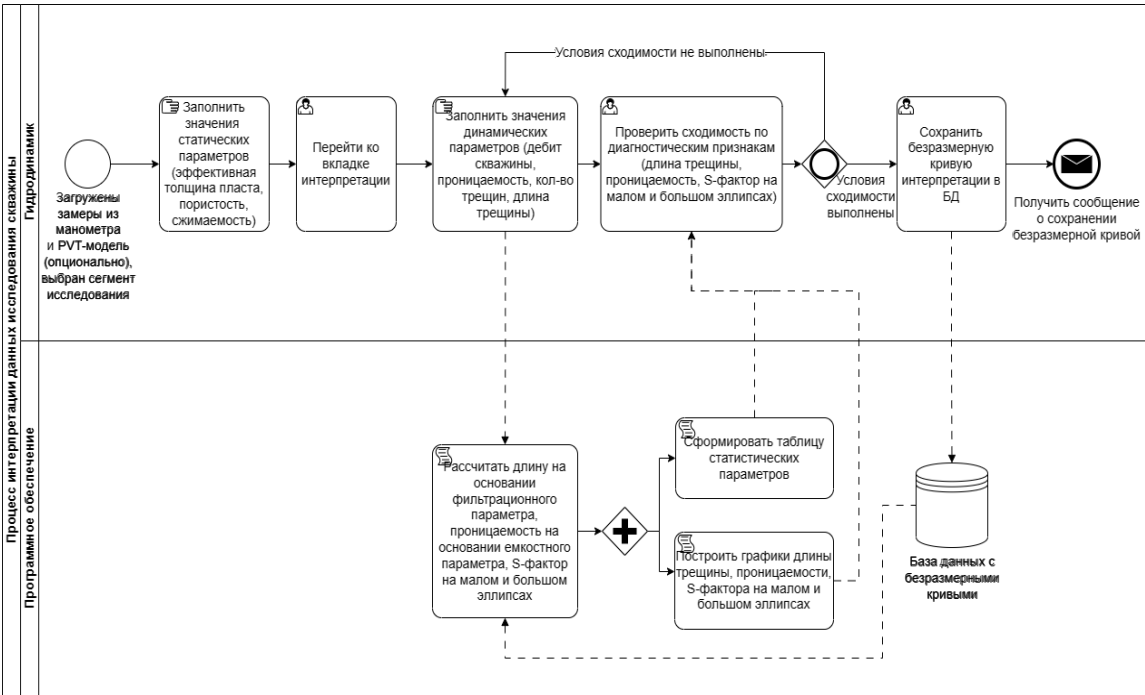 Процесс интерпретации данных исследования скважины
Гидродинамик
Условия сходимости не выполнены
Заполнить
значения
статических
параметров
(эффективная
толщина пласта,
пористость,
сжимаемость)
Перейти ко
вкладке
интерпретации
Заполнить значения
динамических
параметров (дебит
скважины,
проницаемость, кол-во
трещин, длина
трещины)
Проверить сходимость по
диагностическим признакам
(длина трещины,
проницаемость, S-фактор на
малом и большом эллипсах)
Условия
сходимости
выполнены
Сохранить
безразмерную
кривую
интерпретации в
БД
Получить сообщение
о сохранении
безразмерной кривой
Загружены
замеры из
манометра
и PVT-модель
(опционально),
выбран сегмент
исследования
Программное обеспечение
Рассчитать длину на
основании
фильтрационного
параметра,
проницаемость на
основании емкостного
параметра, S-фактор
на малом и большом
эллипсах
Сформировать таблицу
статистических
параметров
Построить графики длины
трещины, проницаемости,
S-фактора на малом и
большом эллипсах
База данных с
безразмерными
кривыми